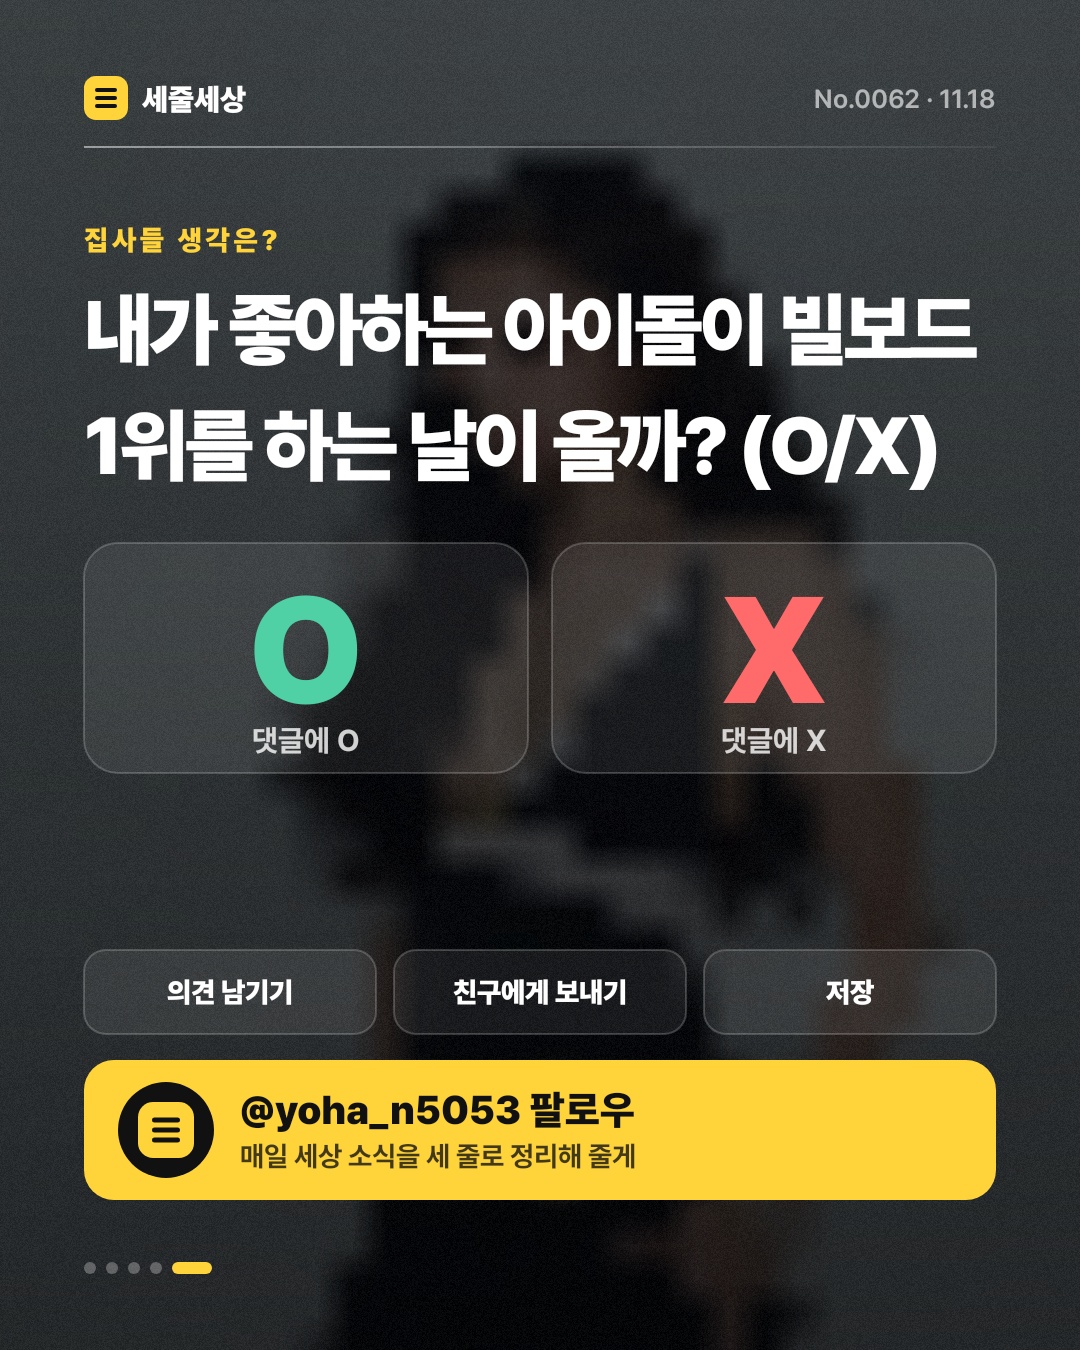 세줄세상
No.0062 · 11.18
집사들 생각은?
내가 좋아하는 아이돌이 빌보드
1위를 하는 날이 올까? (O/X)
O
X
댓글에 O
댓글에 X
의견 남기기
친구에게 보내기
저장
@yoha_n5053 팔로우
매일 세상 소식을 세 줄로 정리해 줄게